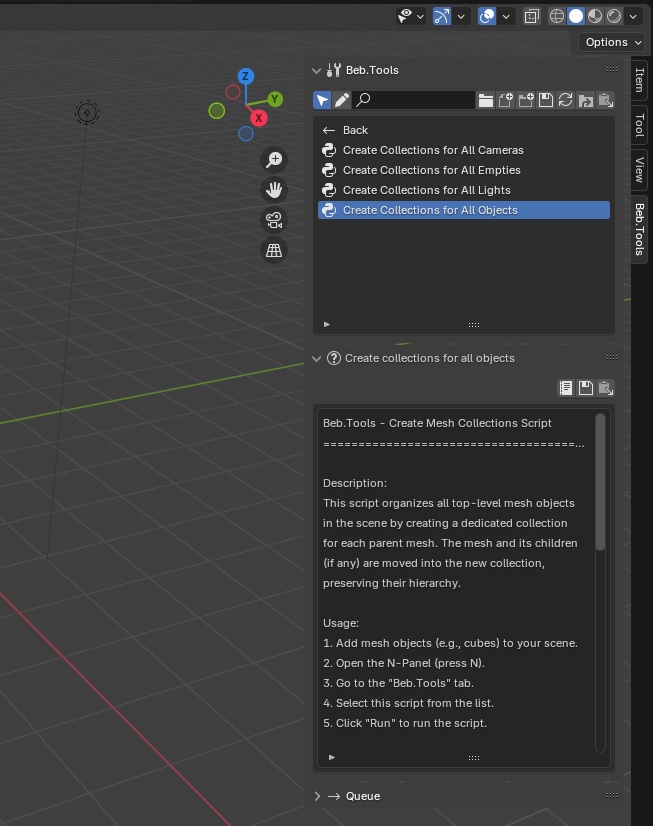 Options
Z
Y
X
Beb.Tools
Item
Tool
View
Beb.Tools
Back
Create Collections for All Cameras
Create Collections for All Empties
Create Collections for All Lights
Create Collections for All Objects
Create collections for all objects
Beb.Tools - Create Mesh Collections Script
=====================================...
Description:
This script organizes all top-level mesh objects
in the scene by creating a dedicated collection
for each parent mesh. The mesh and its children
(if any) are moved into the new collection,
preserving their hierarchy.
Usage:
1. Add mesh objects (e.g., cubes) to your scene.
2. Open the N-Panel (press N).
3. Go to the "Beb.Tools" tab.
4. Select this script from the list.
5. Click "Run" to run the script.
Queue